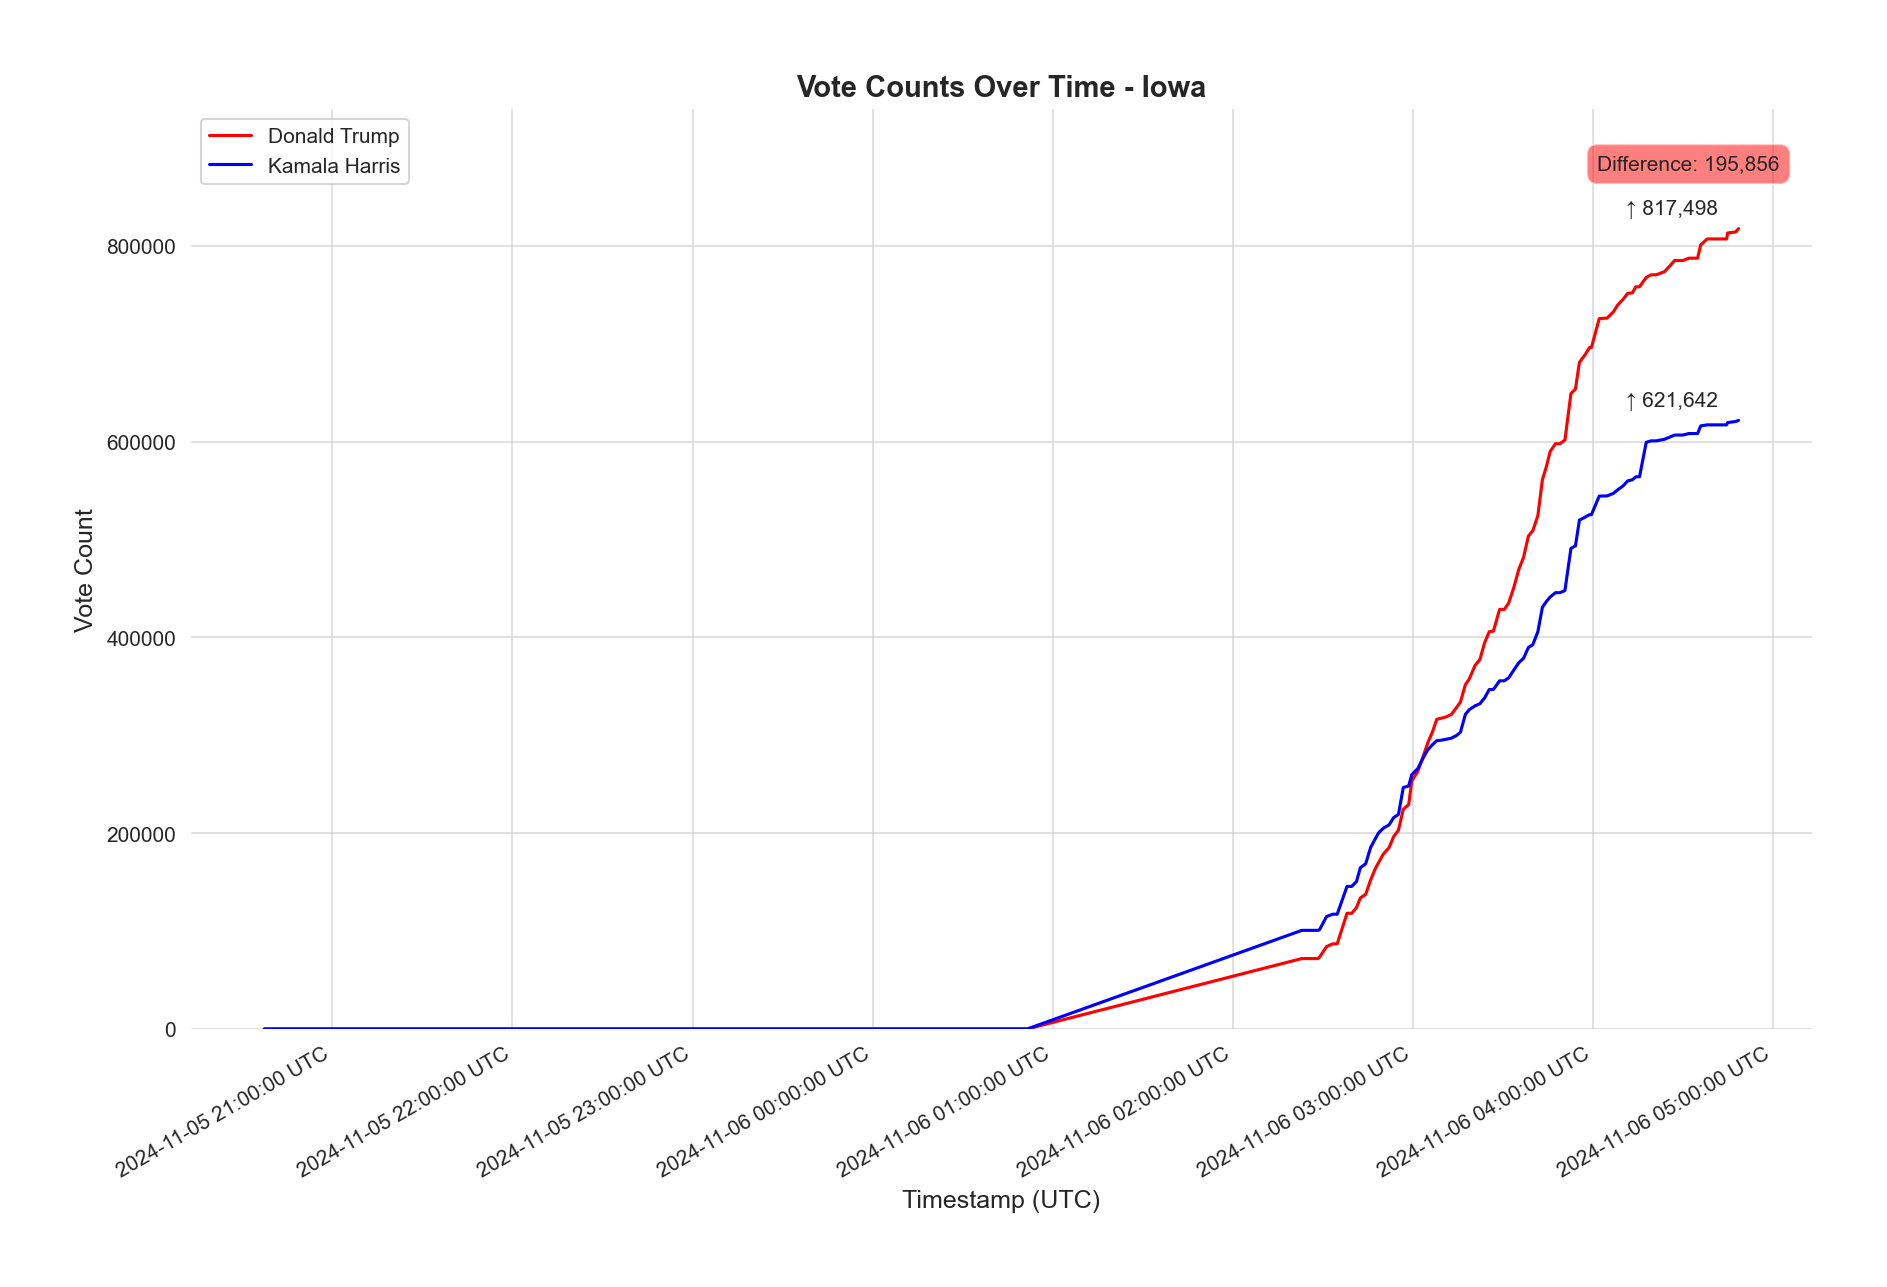 Vote Counts Over Time - Iowa
Donald Trump
Kamala Harris
Difference: 195,856
↑ 817,498
↑ 621,642
Vote Count
800000
600000
400000
200000
0
2024-11-05 21:00:00 UTC
2024-11-05 22:00:00 UTC
2024-11-05 23:00:00 UTC
2024-11-06 00:00:00 UTC
2024-11-06 01:00:00 UTC
2024-11-06 02:00:00 UTC
2024-11-06 03:00:00 UTC
2024-11-06 04:00:00 UTC
2024-11-06 05:00:00 UTC
Timestamp (UTC)